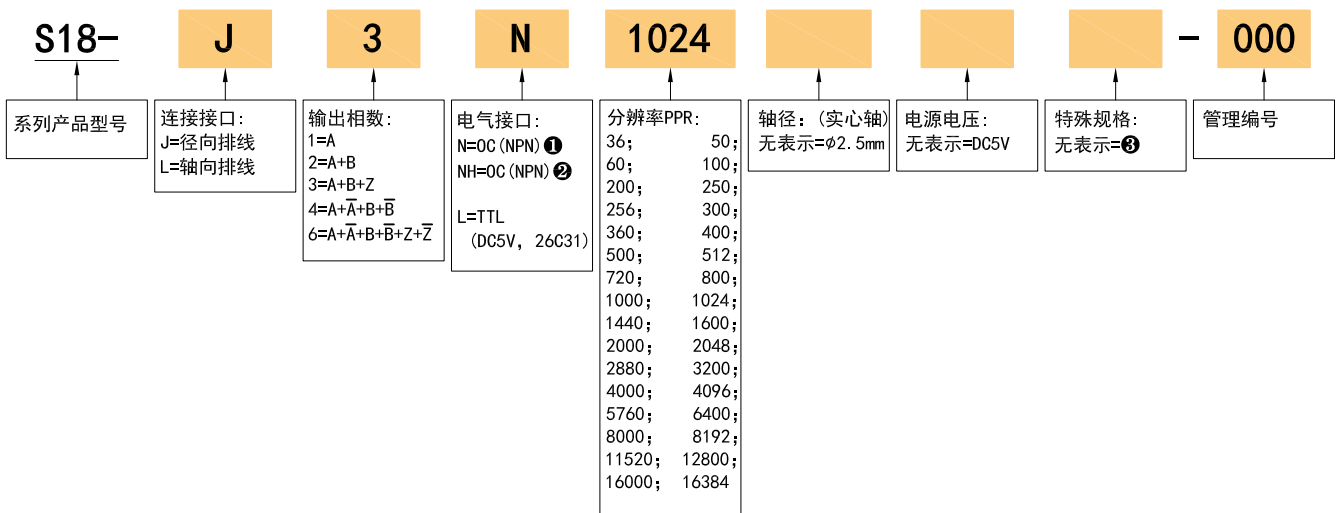 S18- J 3 N 1024 - 000
系列产品型号
连接接口:
J=径向排线
L=轴向排线
输出相数:
1=A
2=A+B
3=A+B+Z
4=A+A̅+B+B̅
6=A+A̅+B+B̅+Z+Z̅
电气接口:
N=OC(NPN)❶
NH=OC(NPN)❷
L=TTL
(DC5V, 26C31)
分辨率PPR:
36; 50;
60; 100;
200; 250;
256; 300;
360; 400;
500; 512;
720; 800;
1000; 1024;
1440; 1600;
2000; 2048;
2880; 3200;
4000; 4096;
5760; 6400;
8000; 8192;
11520; 12800;
16000; 16384
轴径: (实心轴)
无表示=φ2.5mm
电源电压:
无表示=DC5V
特殊规格:
无表示=❸
管理编号